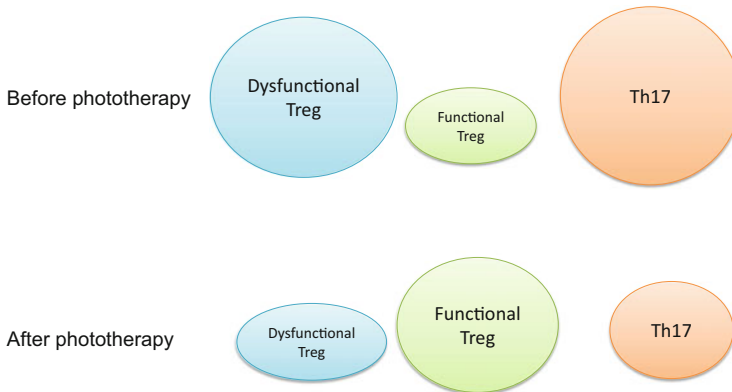 Before phototherapy
Dysfunctional
Treg
Functional
Treg
Th17
After phototherapy
Dysfunctional
Treg
Functional
Treg
Th17